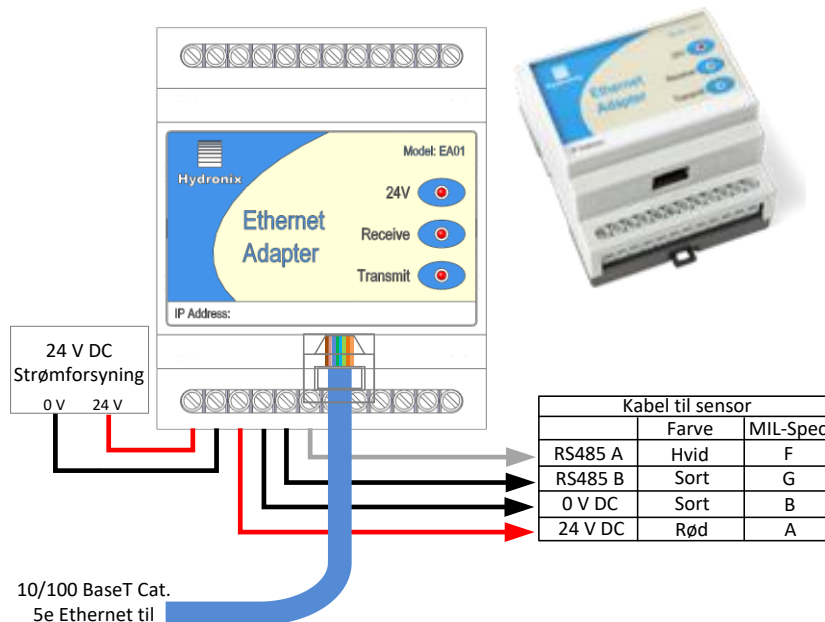 Model: EA01
Hydronix
24V
Ethernet
Adapter
Receive
Transmit
IP Address:
Ethernet
Adapter
Receive
Transmit
24 V DC
Strømforsyning
0 V 24 V
Kabel til sensor
Farve MIL-Spec
RS485 A Hvid F
RS485 B Sort G
0 V DC Sort B
24 V DC Rød A
10/100 BaseT Cat.
5e Ethernet til